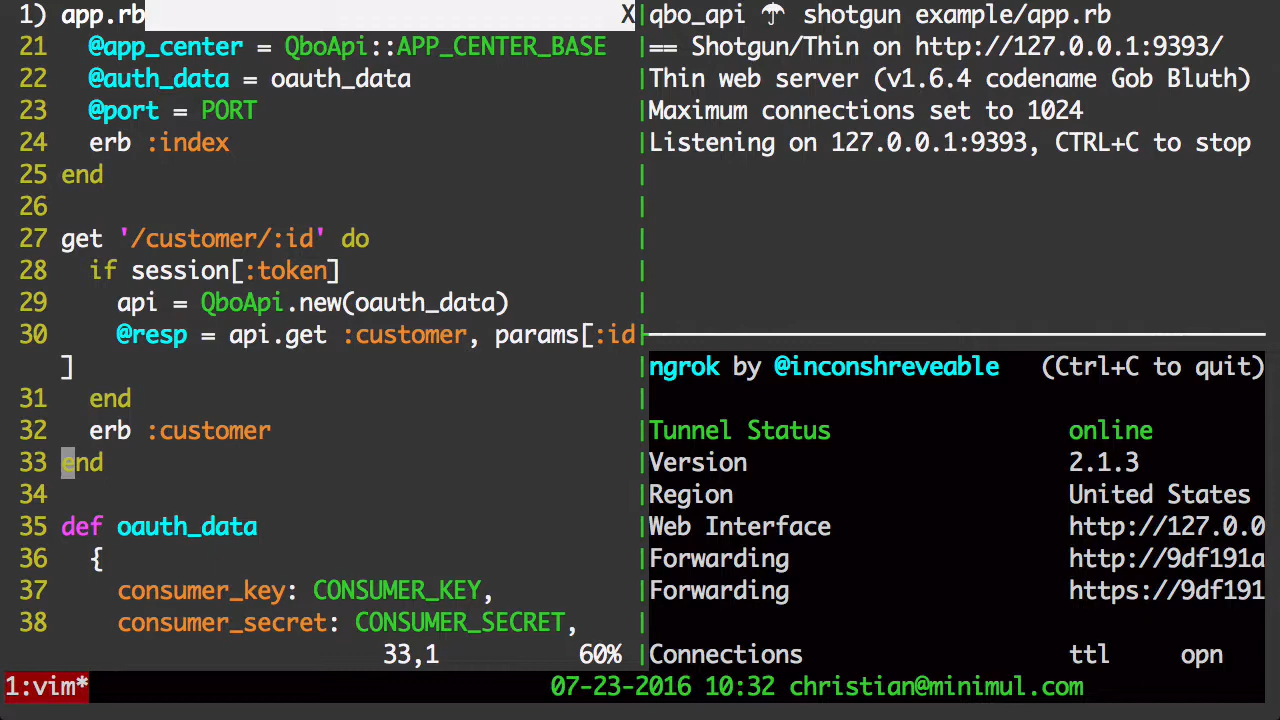 1) app.rb X
21 @app_center = QboApi::APP_CENTER_BASE
22 @auth_data = oauth_data
23 @port = PORT
24 erb :index
25 end
26
27 get '/customer/:id' do
28 if session[:token]
29 api = QboApi.new(oauth_data)
30 @resp = api.get :customer, params[:id
]
31 end
32 erb :customer
33 end
34
35 def oauth_data
36 {
37 consumer_key: CONSUMER_KEY,
38 consumer_secret: CONSUMER_SECRET,
33,1 60%
qbo_api ☂ shotgun example/app.rb
== Shotgun/Thin on http://127.0.0.1:9393/
Thin web server (v1.6.4 codename Gob Bluth)
Maximum connections set to 1024
Listening on 127.0.0.1:9393, CTRL+C to stop
ngrok by @inconshreveable (Ctrl+C to quit)
Tunnel Status online
Version 2.1.3
Region United States
Web Interface http://127.0.0
Forwarding http://9df191a
Forwarding https://9df191
Connections ttl opn
1:vim* 07-23-2016 10:32 christian@minimul.com